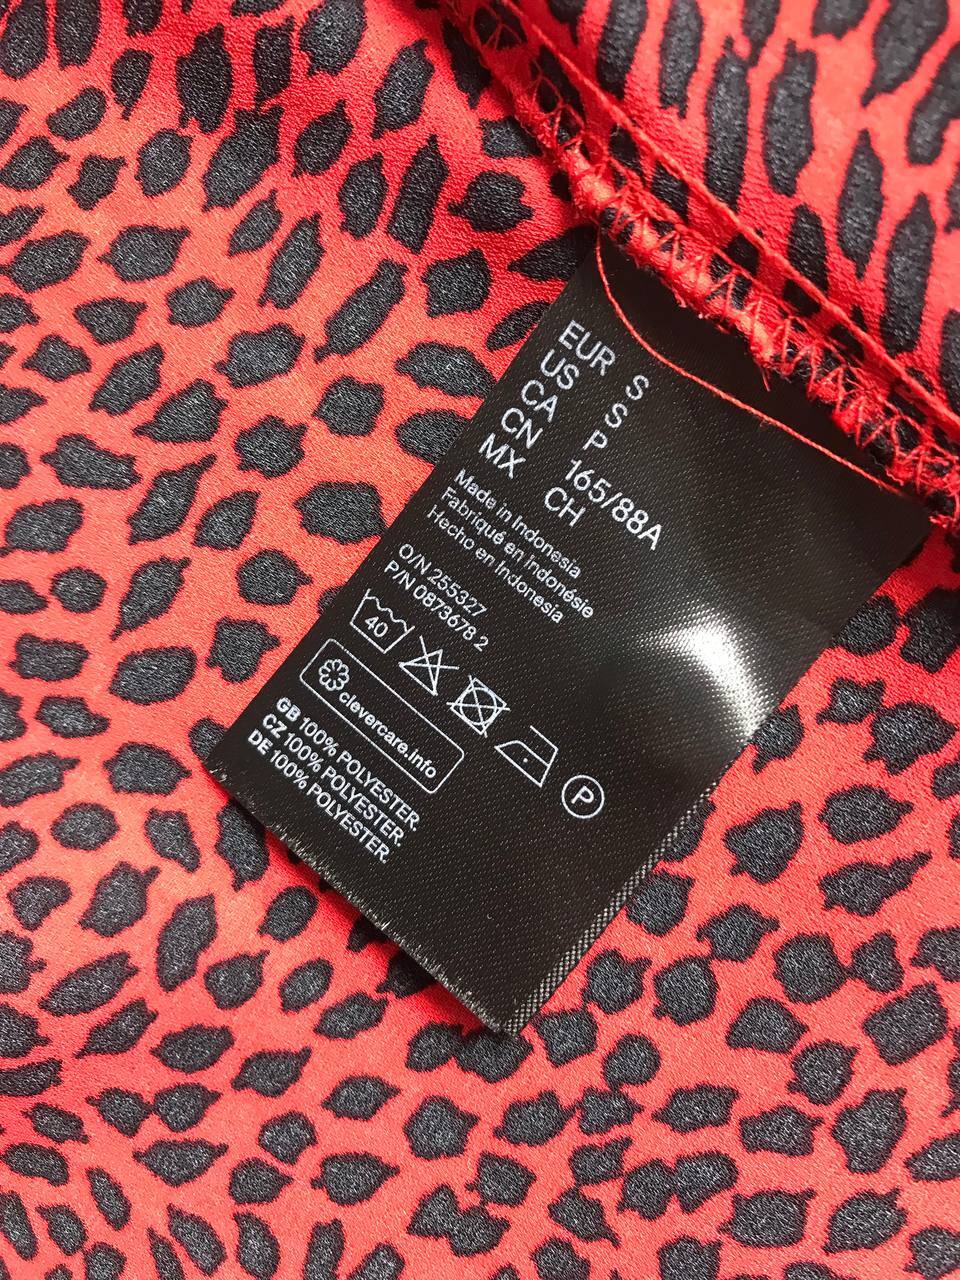 EUR S
US S
CA P
CN 165/88A
MX CH
Made in Indonesia
Fabriqué en Indonésie
Hecho en Indonesia
O/N 255327
P/N 0873678 2
40
P
clevercare.info
GB 100% POLYESTER.
CZ 100% POLYESTER.
DE 100% POLYESTER.